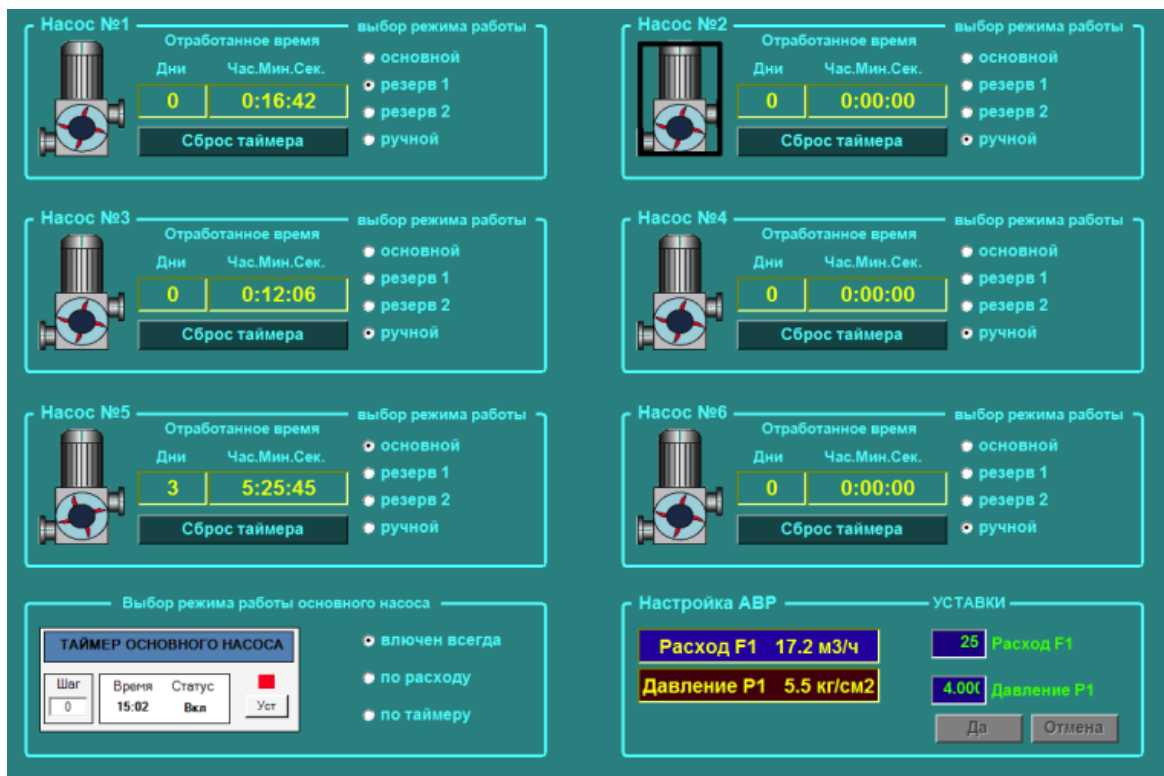 Насос №1 выбор режима работы
Отработанное время
Дни Час.Мин.Сек.
0 0:16:42
Сброс таймера
основной
резерв 1
резерв 2
ручной
Насос №2 выбор режима работы
Отработанное время
Дни Час.Мин.Сек.
0 0:00:00
Сброс таймера
основной
резерв 1
резерв 2
ручной
Насос №3 выбор режима работы
Отработанное время
Дни Час.Мин.Сек.
0 0:12:06
Сброс таймера
основной
резерв 1
резерв 2
ручной
Насос №4 выбор режима работы
Отработанное время
Дни Час.Мин.Сек.
0 0:00:00
Сброс таймера
основной
резерв 1
резерв 2
ручной
Насос №5 выбор режима работы
Отработанное время
Дни Час.Мин.Сек.
3 5:25:45
Сброс таймера
основной
резерв 1
резерв 2
ручной
Насос №6 выбор режима работы
Отработанное время
Дни Час.Мин.Сек.
0 0:00:00
Сброс таймера
основной
резерв 1
резерв 2
ручной
Выбор режима работы основного насоса
ТАЙМЕР ОСНОВНОГО НАСОСА
Шаг
0
Время Статус
15:02 Вкл
Уст
влючен всегда
по расходу
по таймеру
Настройка АВР УСТАВКИ
Расход F1 17.2 м3/ч
Давление P1 5.5 кг/см2
25 Расход F1
4.000 Давление P1
Да Отмена